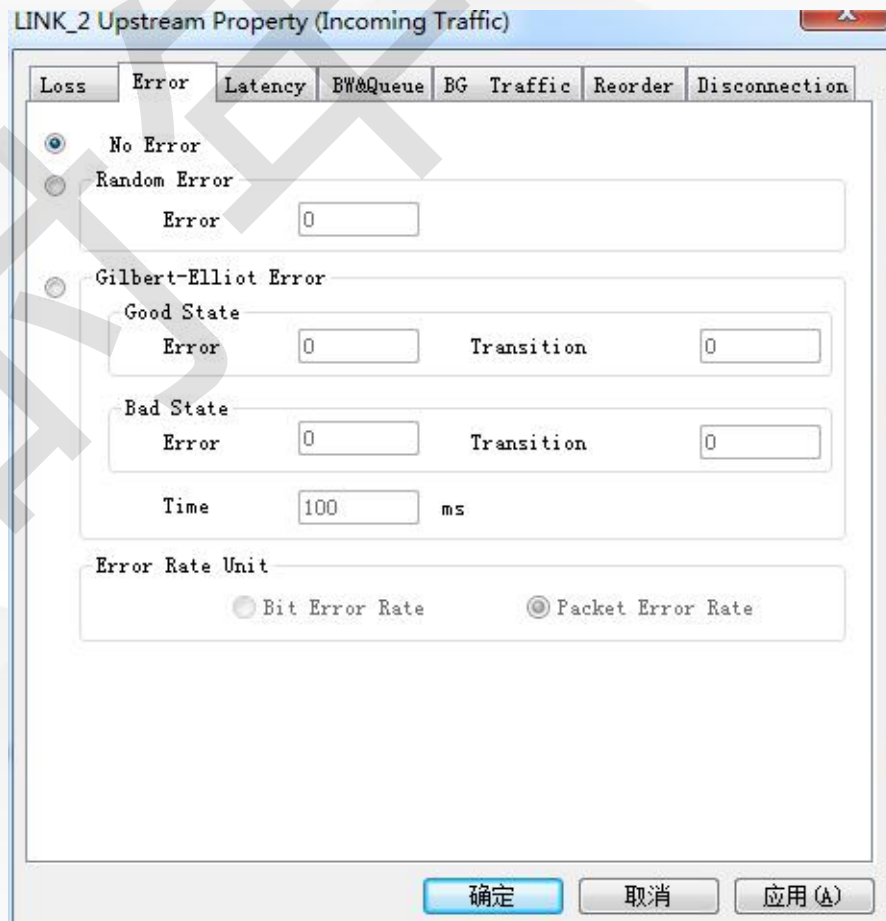 LINK_2 Upstream Property (Incoming Traffic)
Loss Error Latency BW&Queue BG Traffic Reorder Disconnection
No Error
Random Error
Error 0
Gilbert-Elliot Error
Good State
Error 0 Transition 0
Bad State
Error 0 Transition 0
Time 100 ms
Error Rate Unit
Bit Error Rate Packet Error Rate
确定 取消 应用(A)